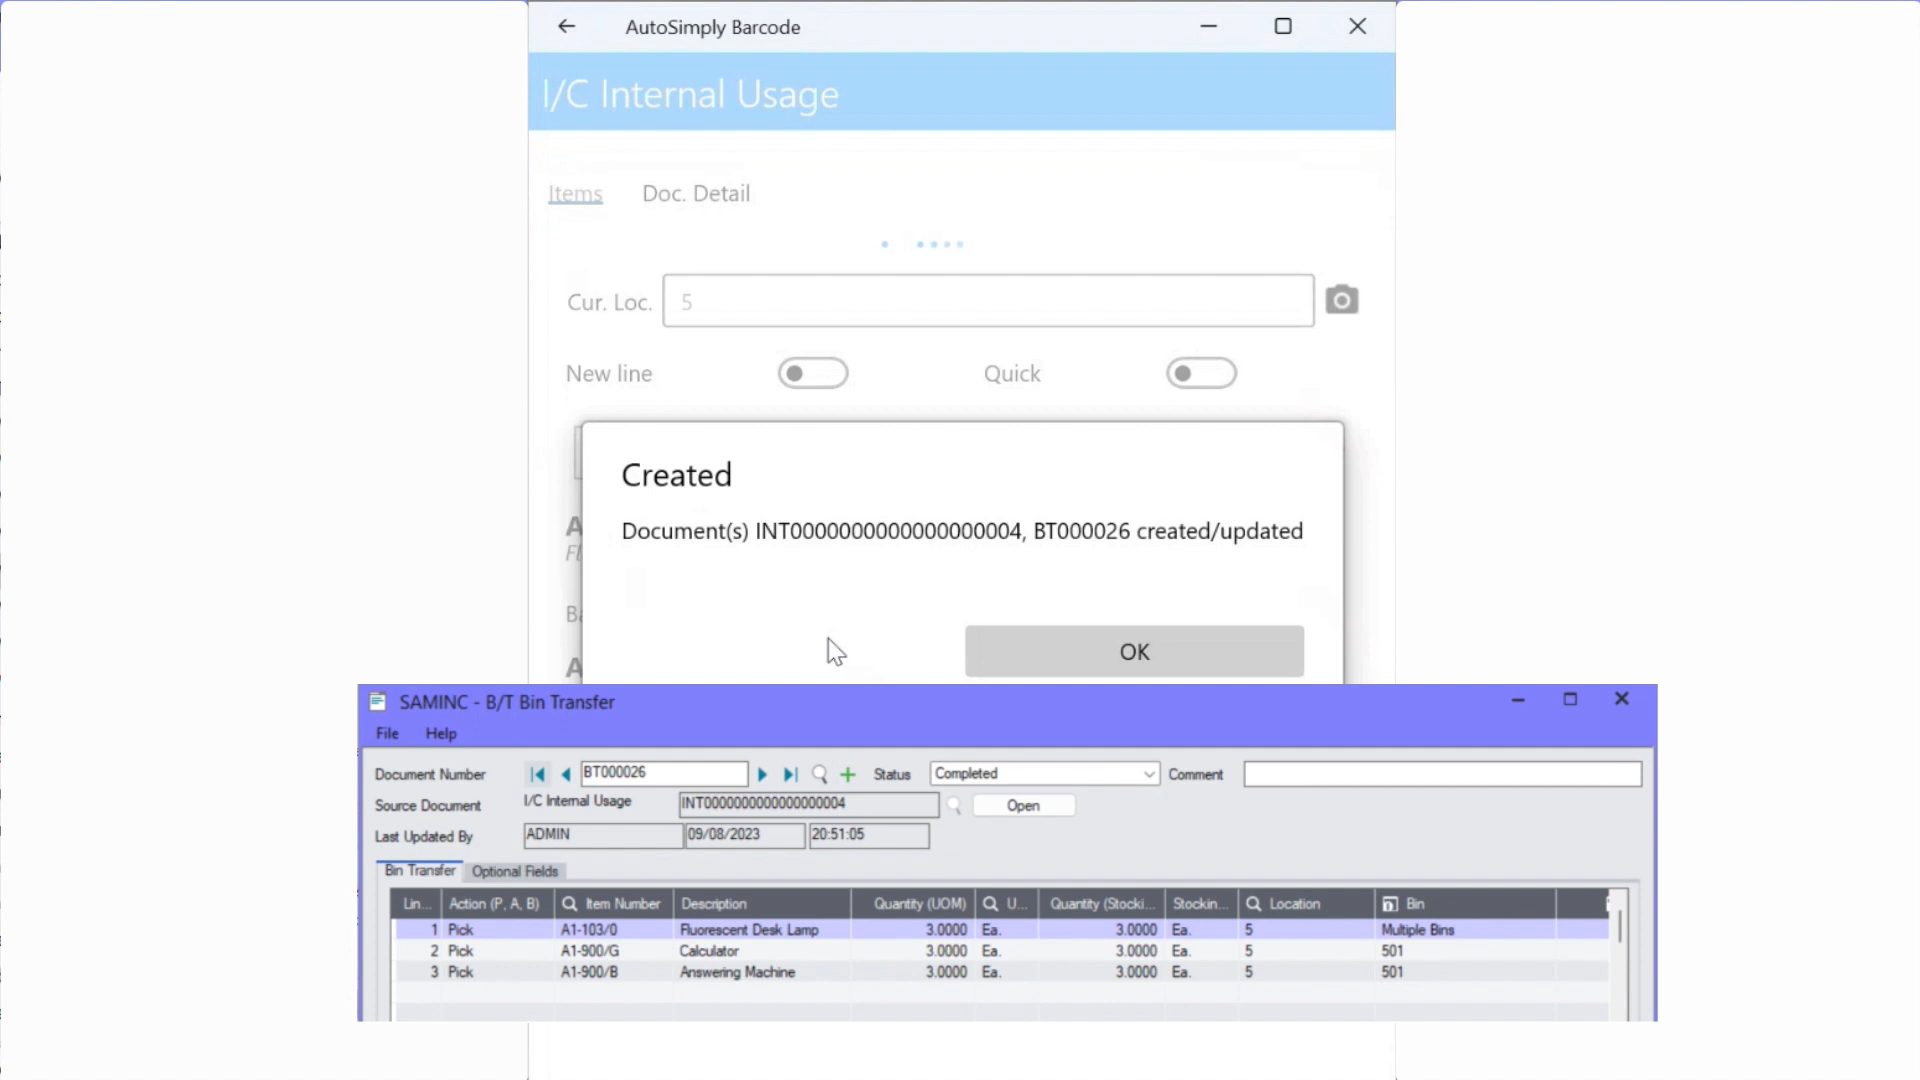 AutoSimply Barcode
I/C Internal Usage
Items Doc. Detail
Cur. Loc. 5
New line Quick
Created
Document(s) INT0000000000000000004, BT000026 created/updated
OK
SAMINC - B/T Bin Transfer
File Help
Document Number BT000026 Status Completed Comment
Source Document I/C Internal Usage INT0000000000000000004 Open
Last Updated By ADMIN 09/08/2023 20:51:05
Bin Transfer Optional Fields
Lin... Action (P, A, B) Item Number Description Quantity (UOM) U... Quantity (Stocki... Stockin... Location Bin
1 Pick A1-103/0 Fluorescent Desk Lamp 3.0000 Ea. 3.0000 Ea. 5 Multiple Bins
2 Pick A1-900/G Calculator 3.0000 Ea. 3.0000 Ea. 5 501
3 Pick A1-900/B Answering Machine 3.0000 Ea. 3.0000 Ea. 5 501